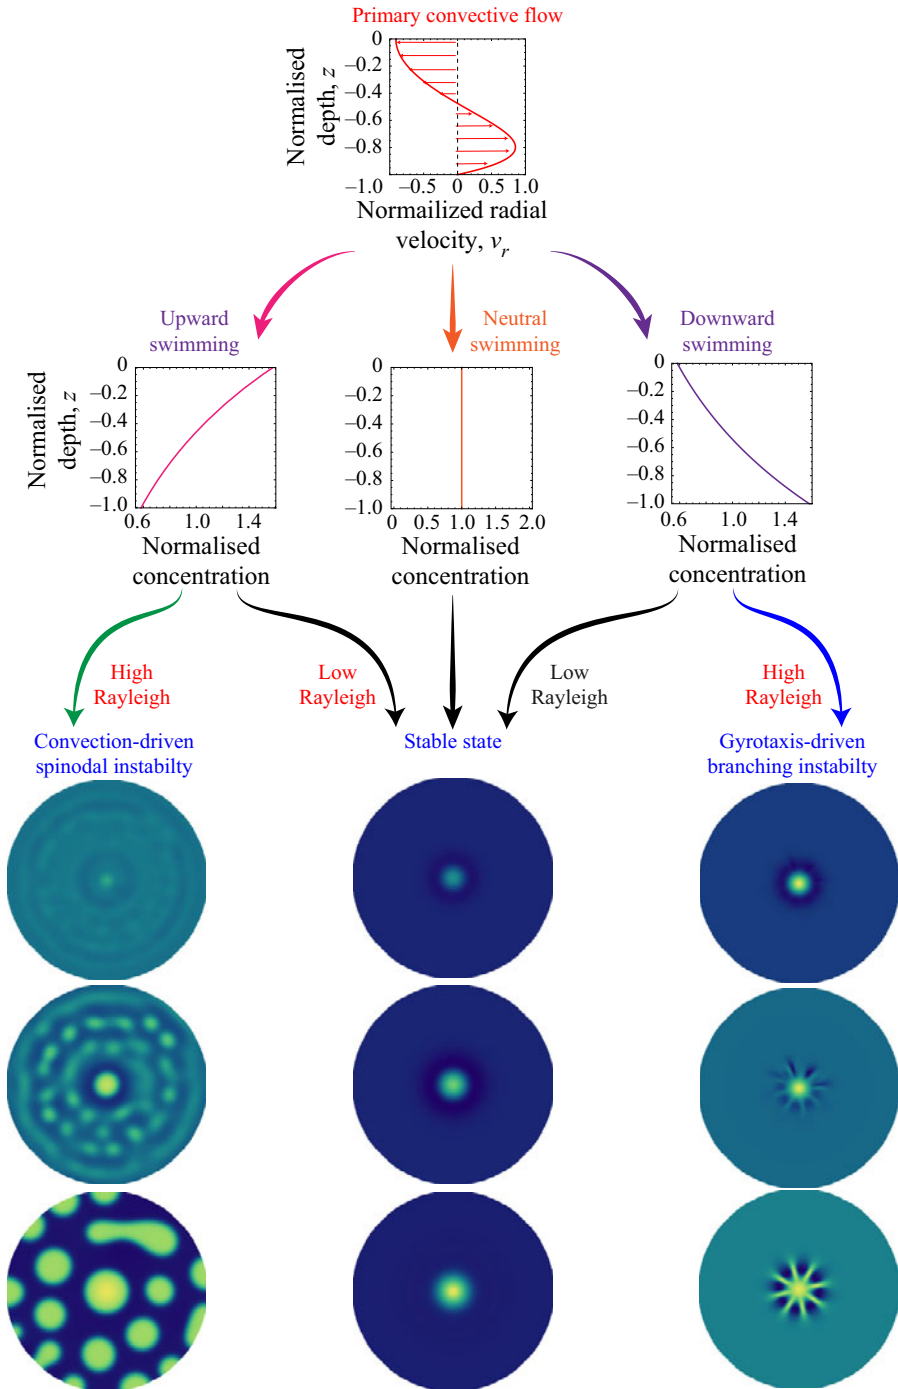 Primary convective flow
Normalised
depth, z
0
–0.2
–0.4
–0.6
–0.8
–1.0
–0.5
0
0.5
1.0
Normailized radial
velocity, v_r
Upward
swimming
Neutral
swimming
Downward
swimming
Normalised
depth, z
0
–0.2
–0.4
–0.6
–0.8
–1.0
0.6
1.0
1.4
Normalised
concentration
0
–0.2
–0.4
–0.6
–0.8
–1.0
0
0.5
1.0
1.5
2.0
Normalised
concentration
0
–0.2
–0.4
–0.6
–0.8
–1.0
0.6
1.0
1.4
Normalised
concentration
High
Rayleigh
Low
Rayleigh
Low
Rayleigh
High
Rayleigh
Convection-driven
spinodal instabilty
Stable state
Gyrotaxis-driven
branching instabilty